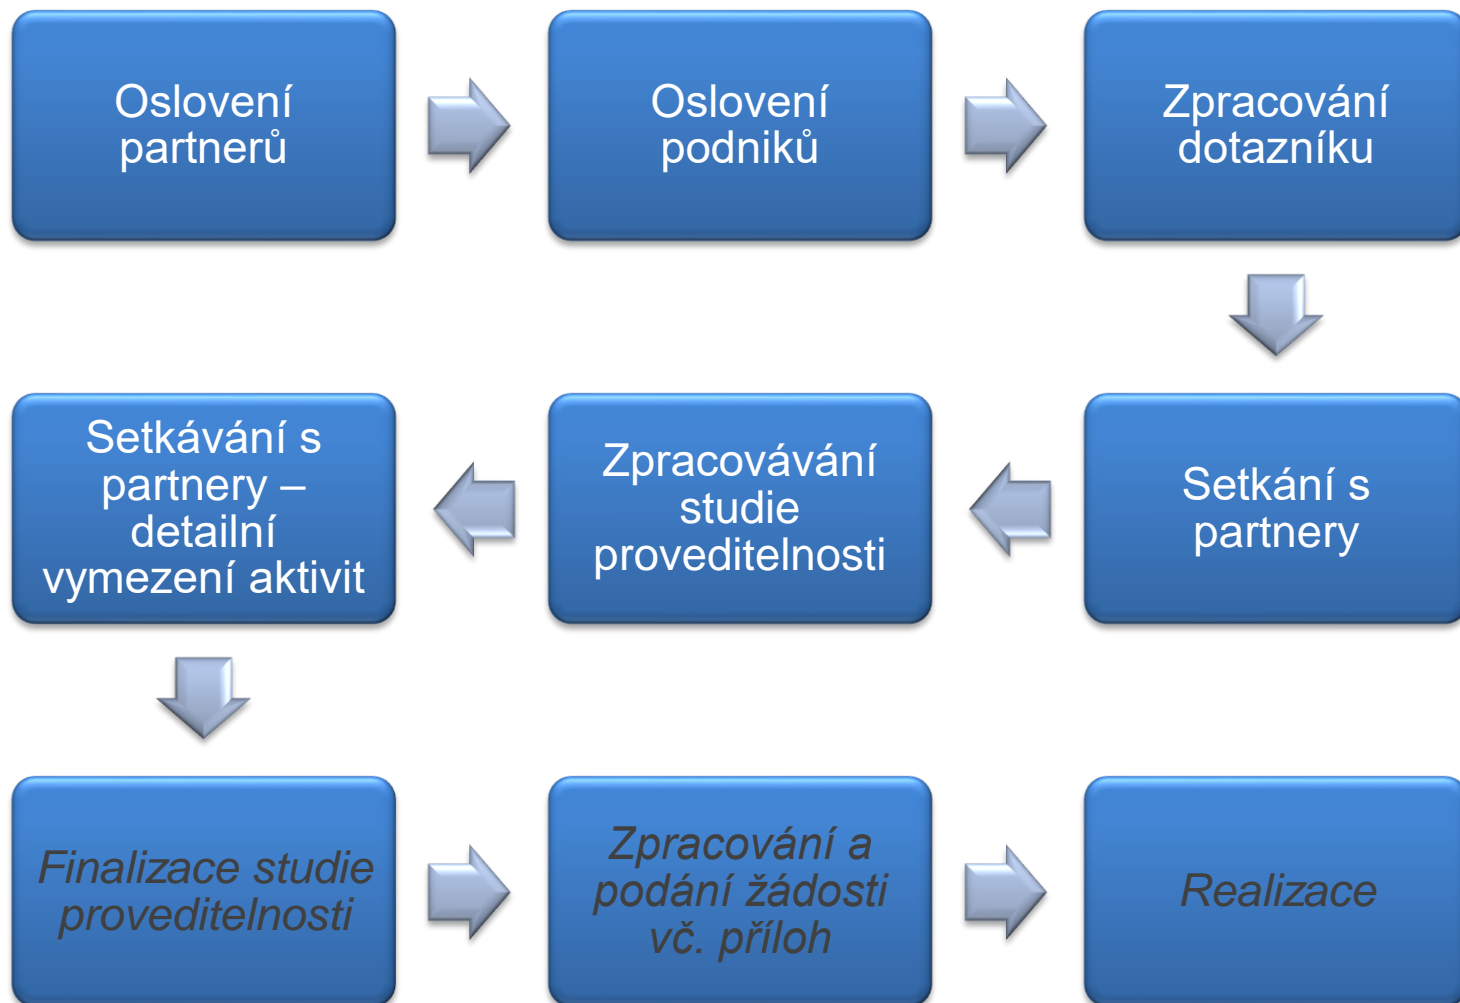 Oslovení
partnerů
Oslovení
podniků
Zpracování
dotazníku
Setkání s
partnery
Zpracovávání
studie
proveditelnosti
Setkávání s
partnery –
detailní
vymezení aktivit
Finalizace studie
proveditelnosti
Zpracování a
podání žádosti
vč. příloh
Realizace